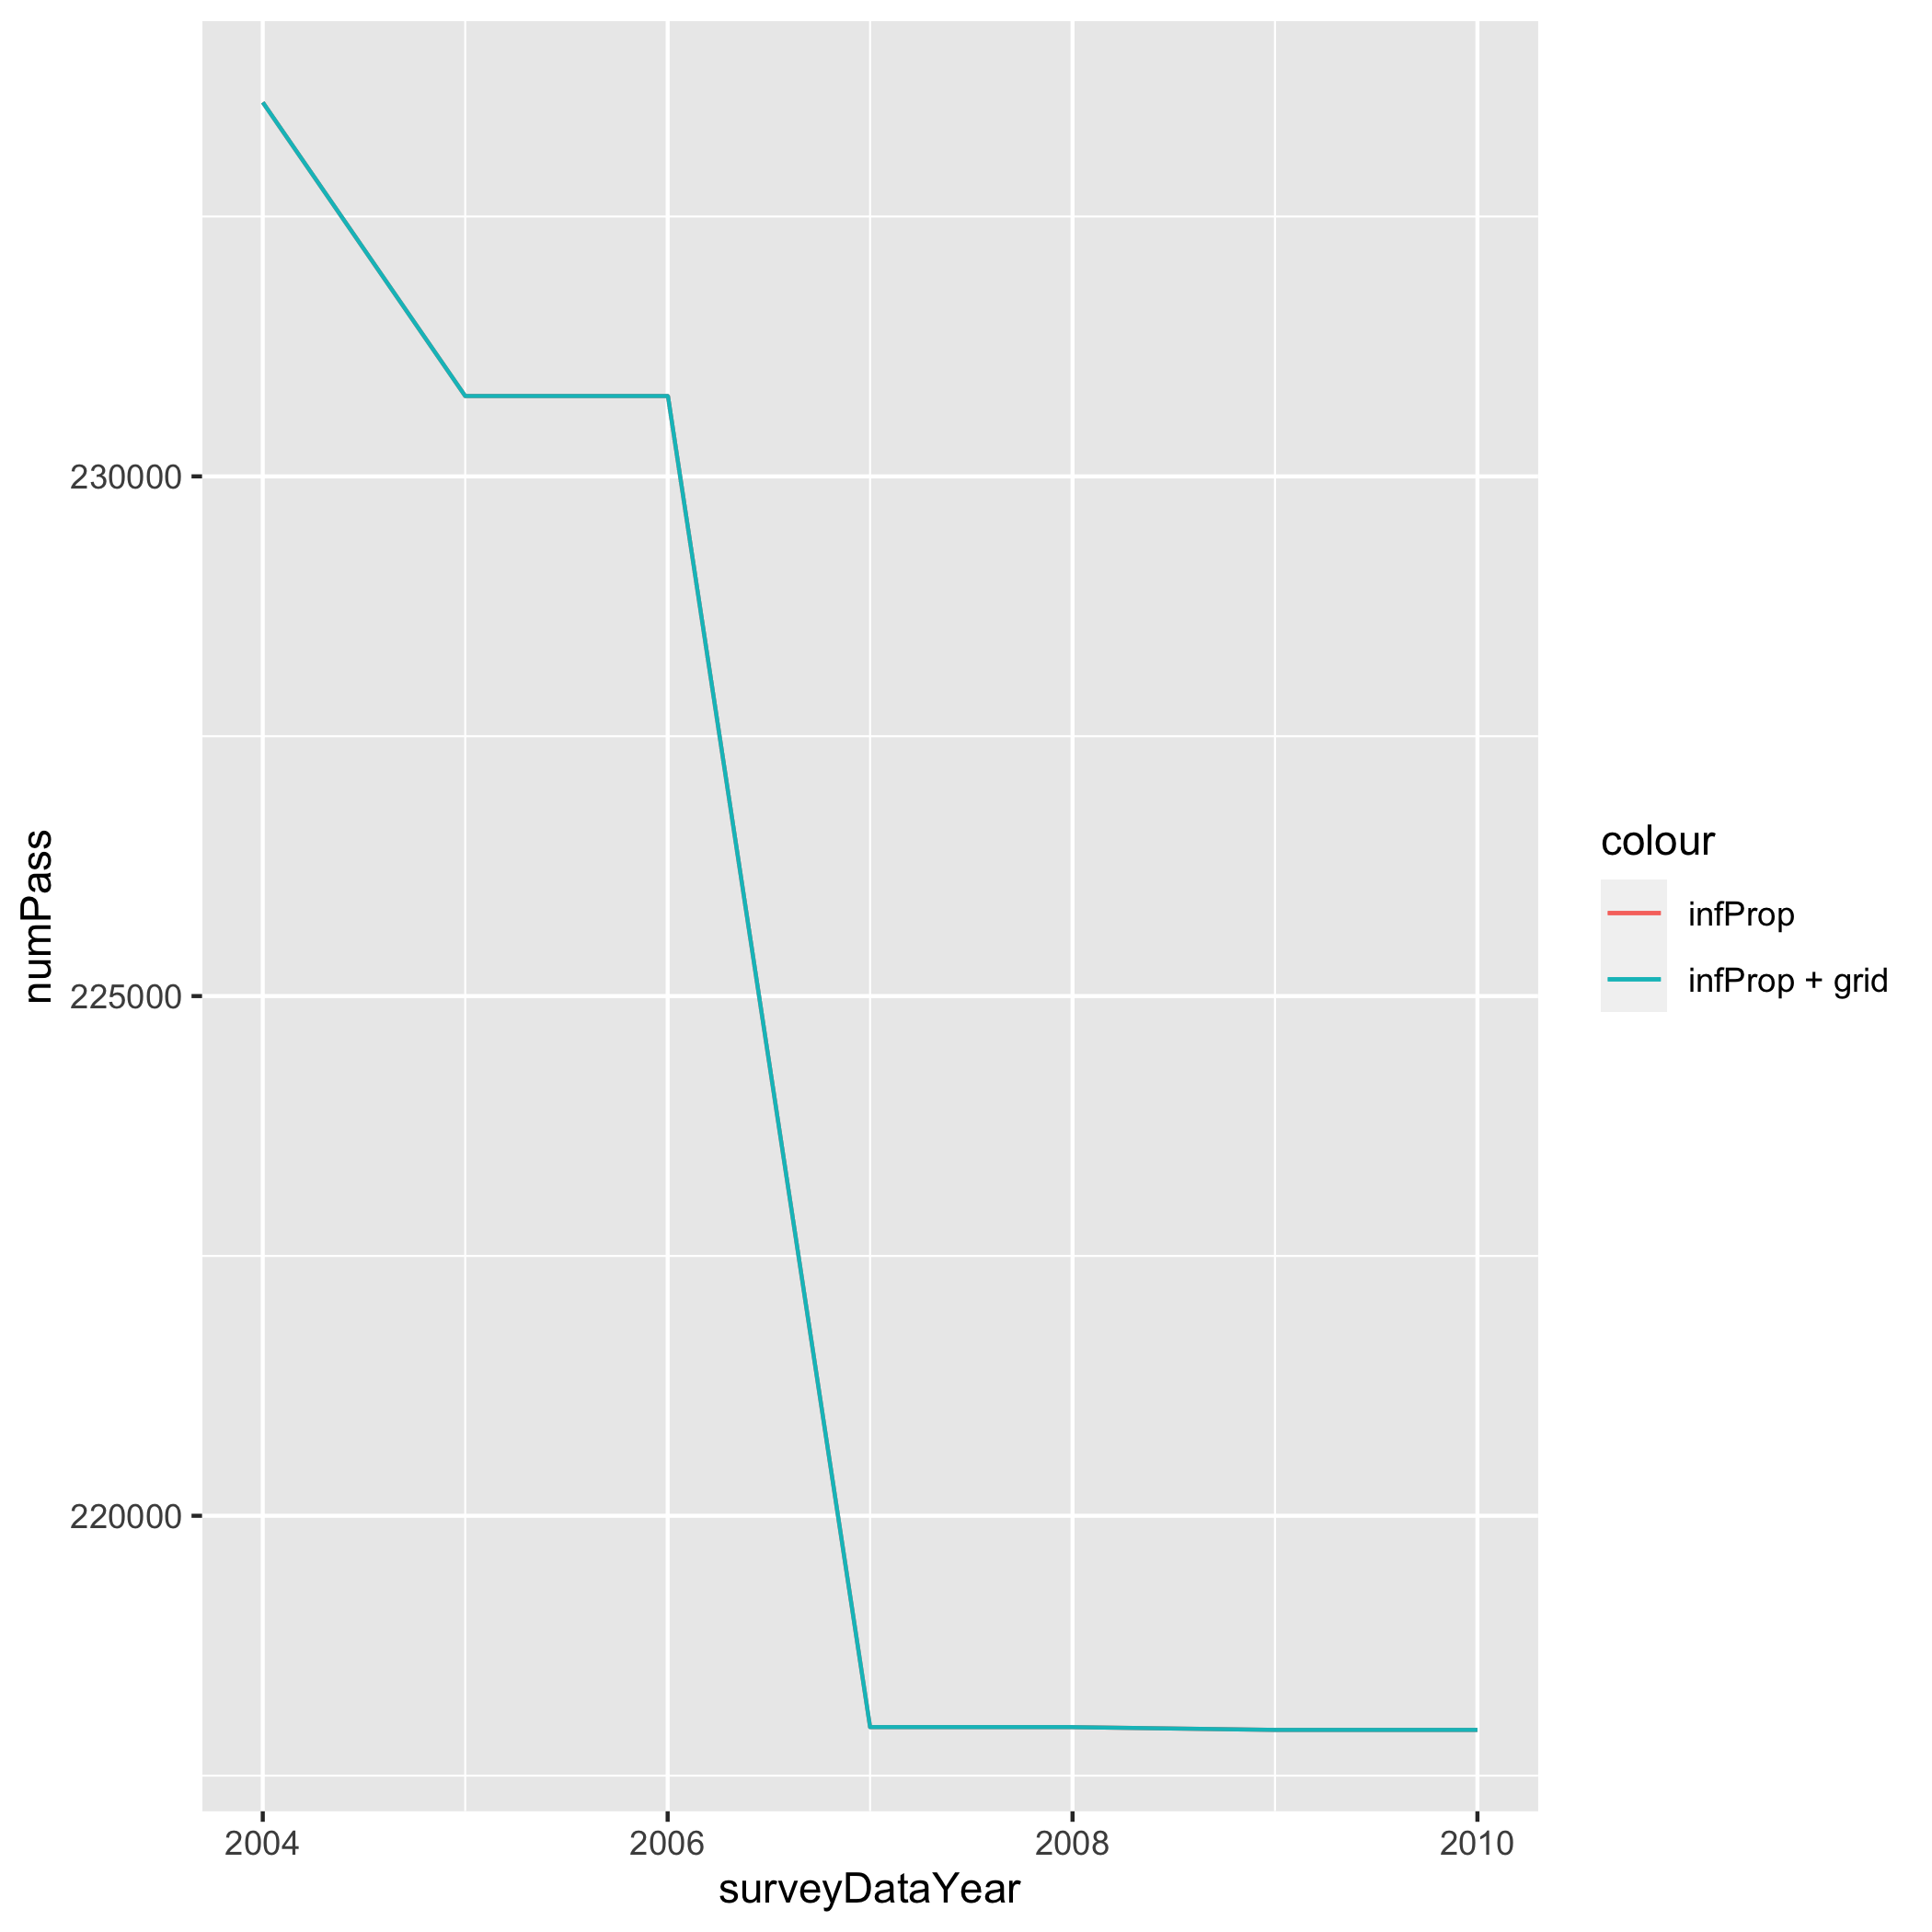 numPass
230000
225000
220000
2004
2006
2008
2010
surveyDataYear
colour
infProp
infProp + grid